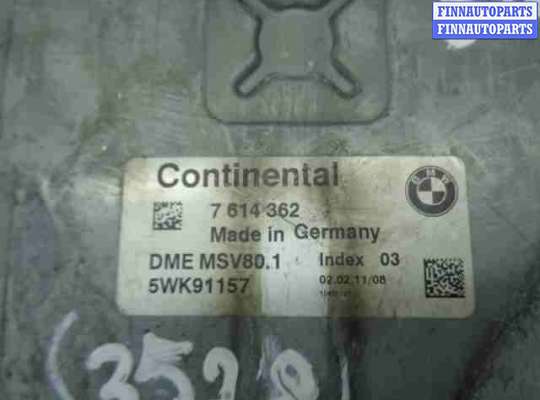 FINNAUTOPARTS
FINNAUTOPARTS
Continental
BMW
7 614 362
Made in Germany
DME MSV80.1 Index 03
5WK91157 02.02.11/08